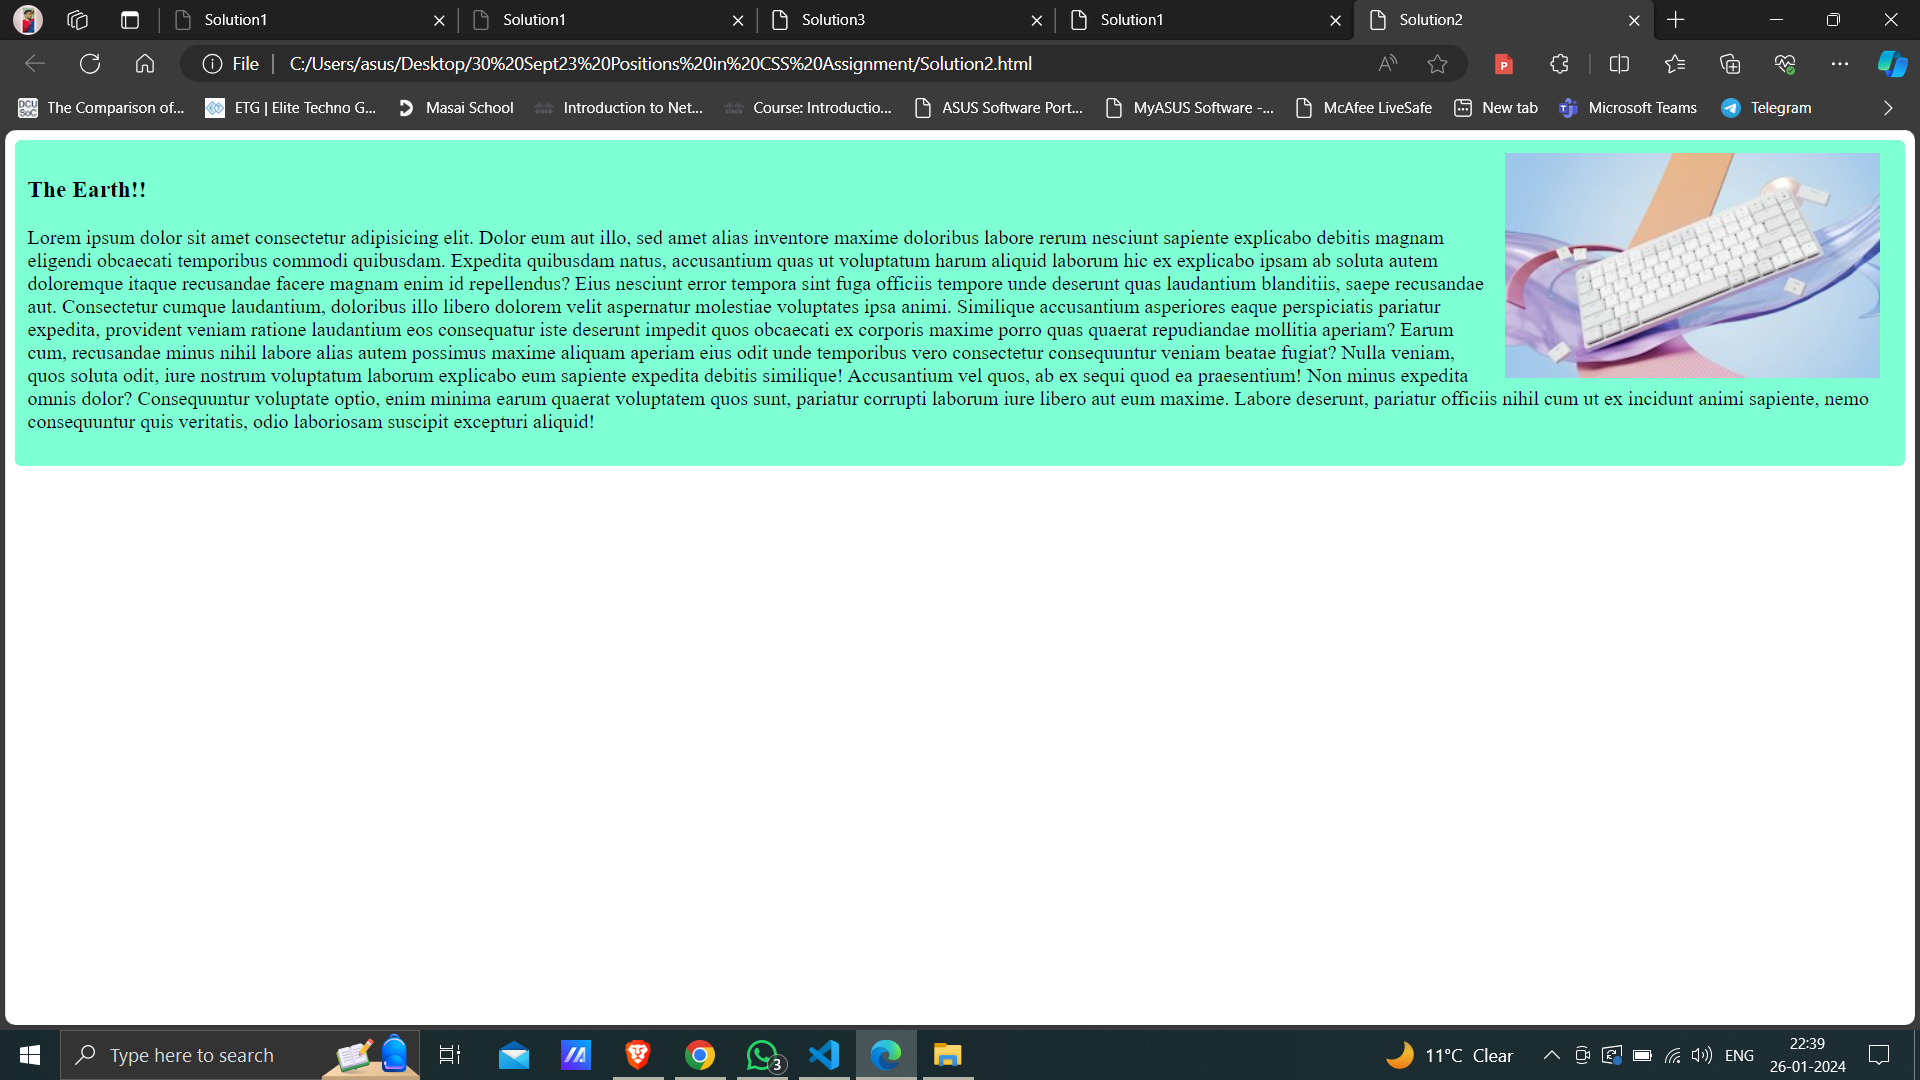 Solution1
Solution1
Solution3
Solution1
Solution2
File
C:/Users/asus/Desktop/30%20Sept23%20Positions%20in%20CSS%20Assignment/Solution2.html
The Comparison of...
ETG | Elite Techno G...
Masai School
Introduction to Net...
Course: Introductio...
ASUS Software Port...
MyASUS Software -...
McAfee LiveSafe
New tab
Microsoft Teams
Telegram
The Earth!!
Lorem ipsum dolor sit amet consectetur adipisicing elit. Dolor eum aut illo, sed amet alias inventore maxime doloribus labore rerum nesciunt sapiente explicabo debitis magnam
eligendi obcaecati temporibus commodi quibusdam. Expedita quibusdam natus, accusantium quas ut voluptatum harum aliquid laborum hic ex explicabo ipsam ab soluta autem
doloremque itaque recusandae facere magnam enim id repellendus? Eius nesciunt error tempora sint fuga officiis tempore unde deserunt quas laudantium blanditiis, saepe recusandae
aut. Consectetur cumque laudantium, doloribus illo libero dolorem velit aspernatur molestiae voluptates ipsa animi. Similique accusantium asperiores eaque perspiciatis pariatur
expedita, provident veniam ratione laudantium eos consequatur iste deserunt impedit quos obcaecati ex corporis maxime porro quas quaerat repudiandae mollitia aperiam? Earum
cum, recusandae minus nihil labore alias autem possimus maxime aliquam aperiam eius odit unde temporibus vero consectetur consequuntur veniam beatae fugiat? Nulla veniam,
quos soluta odit, iure nostrum voluptatum laborum explicabo eum sapiente expedita debitis similique! Accusantium vel quos, ab ex sequi quod ea praesentium! Non minus expedita
omnis dolor? Consequuntur voluptate optio, enim minima earum quaerat voluptatem quos sunt, pariatur corrupti laborum iure libero aut eum maxime. Labore deserunt, pariatur officiis nihil cum ut ex incidunt animi sapiente, nemo
consequuntur quis veritatis, odio laboriosam suscipit excepturi aliquid!
Type here to search
3
11°C Clear
ENG
22:39
26-01-2024